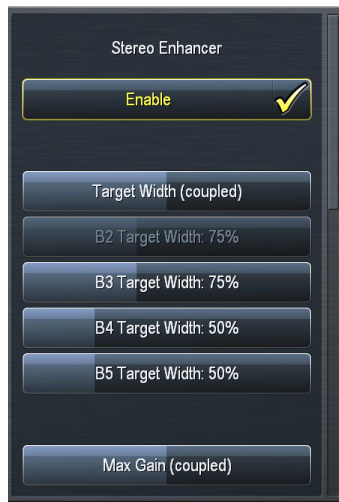 Stereo Enhancer
Enable
Target Width (coupled)
B2 Target Width: 75%
B3 Target Width: 75%
B4 Target Width: 50%
B5 Target Width: 50%
Max Gain (coupled)